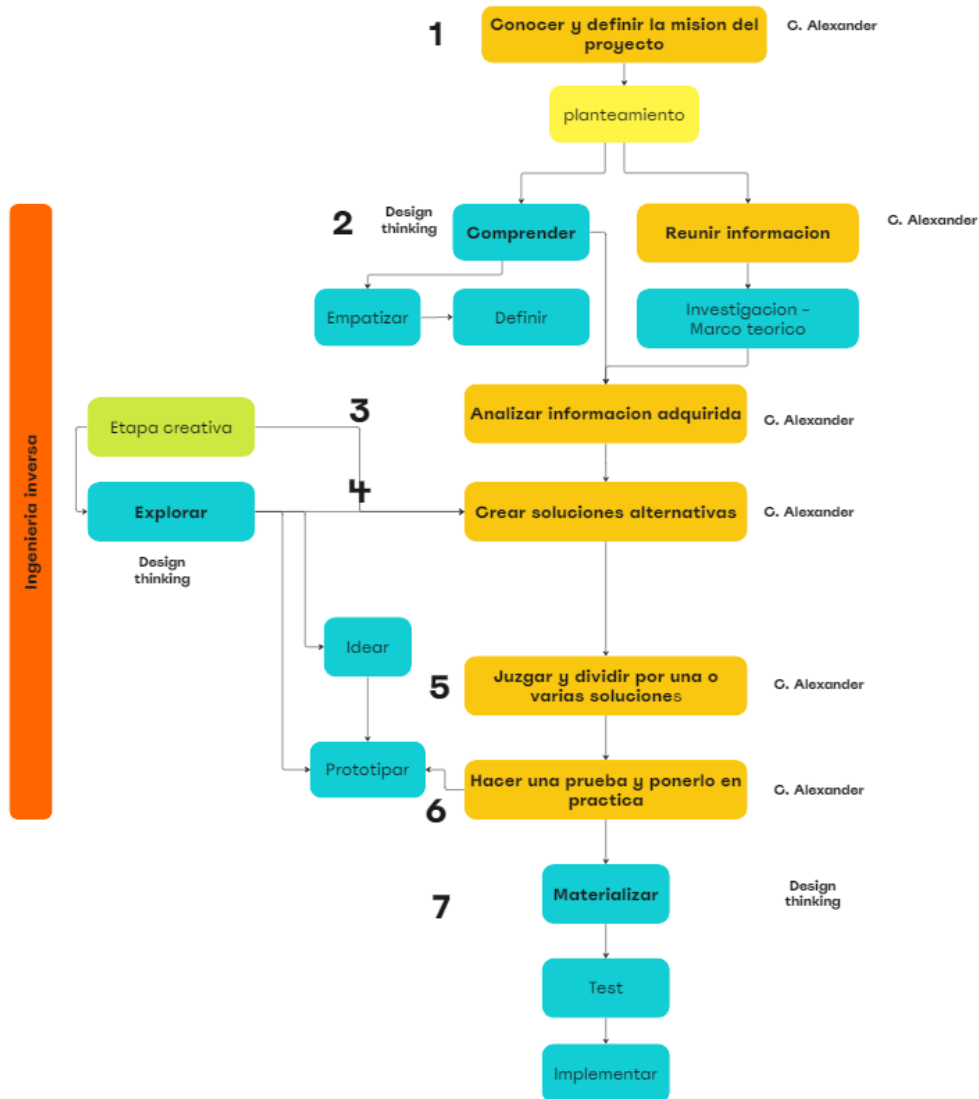 1
Conocer y definir la mision del
proyecto
C. Alexander
planteamiento
2
Design
thinking
Comprender
Reunir informacion
C. Alexander
Empatizar
Definir
Investigacion -
Marco teorico
Ingenieria inversa
Etapa creativa
3
Analizar informacion adquirida
C. Alexander
Explorar
4
Crear soluciones alternativas
C. Alexander
Design
thinking
Idear
5
Juzgar y dividir por una o
varias soluciones
C. Alexander
Prototipar
6
Hacer una prueba y ponerlo en
practica
C. Alexander
7
Materializar
Design
thinking
Test
Implementar